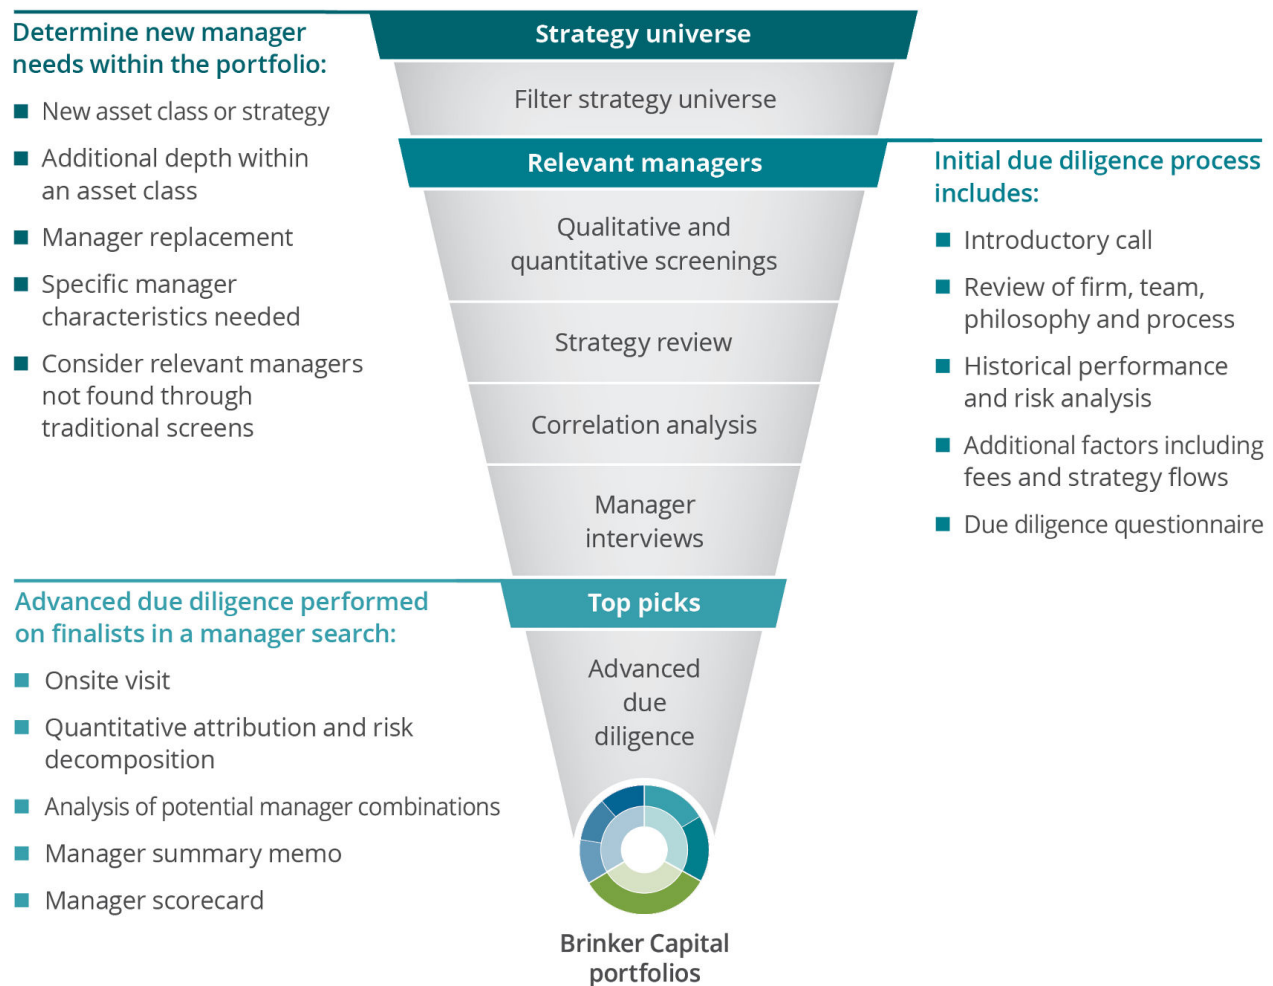 Determine new manager
needs within the portfolio:
New asset class or strategy
Additional depth within
an asset class
Manager replacement
Specific manager
characteristics needed
Consider relevant managers
not found through
traditional screens
Strategy universe
Filter strategy universe
Relevant managers
Qualitative and
quantitative screenings
Strategy review
Correlation analysis
Manager
interviews
Initial due diligence process
includes:
Introductory call
Review of firm, team,
philosophy and process
Historical performance
and risk analysis
Additional factors including
fees and strategy flows
Due diligence questionnaire
Advanced due diligence performed
on finalists in a manager search:
Onsite visit
Quantitative attribution and risk
decomposition
Analysis of potential manager combinations
Manager summary memo
Manager scorecard
Top picks
Advanced
due
diligence
Brinker Capital
portfolios